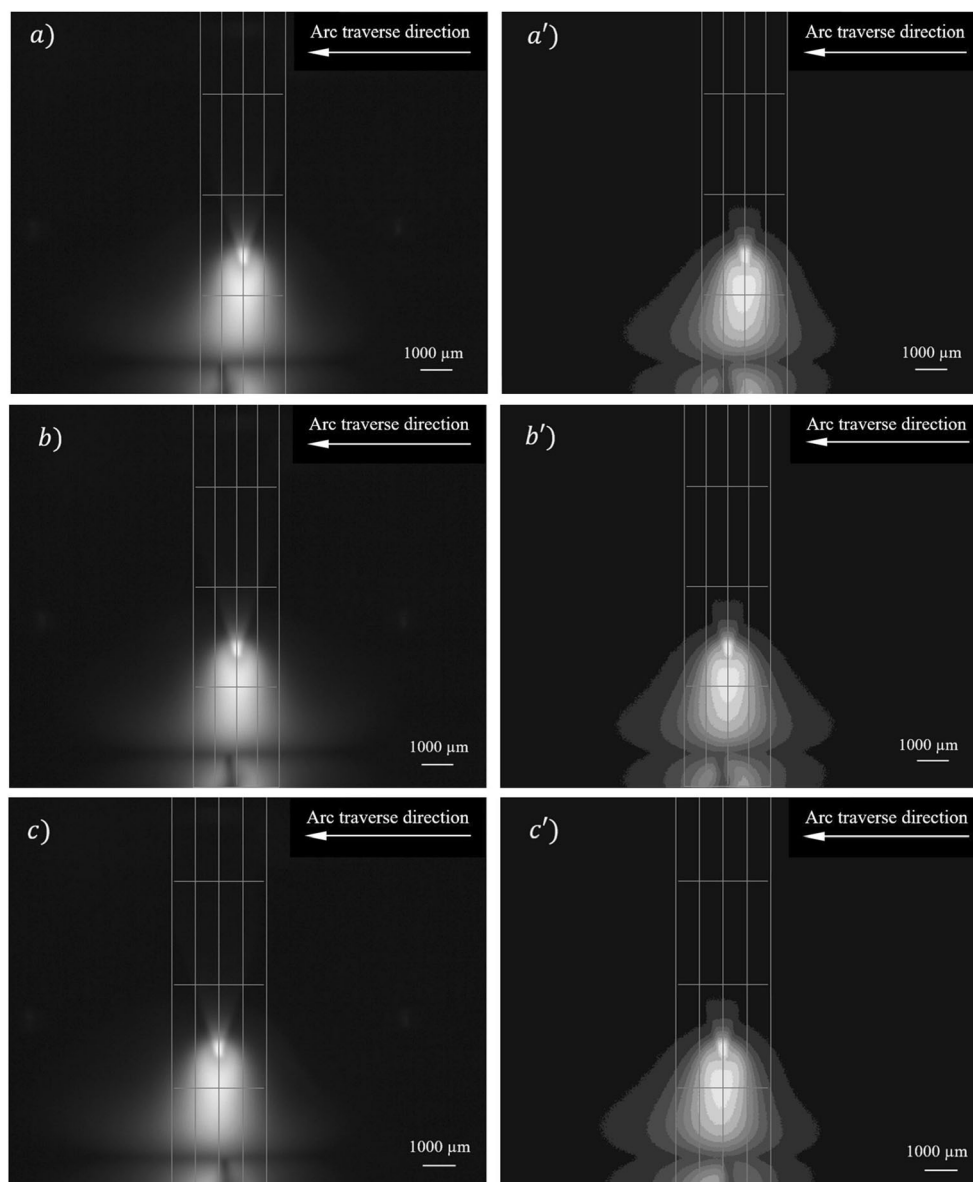 a)
Arc traverse direction
1000 µm
a′)
Arc traverse direction
1000 µm
b)
Arc traverse direction
1000 µm
b′)
Arc traverse direction
1000 µm
c)
Arc traverse direction
1000 µm
c′)
Arc traverse direction
1000 µm